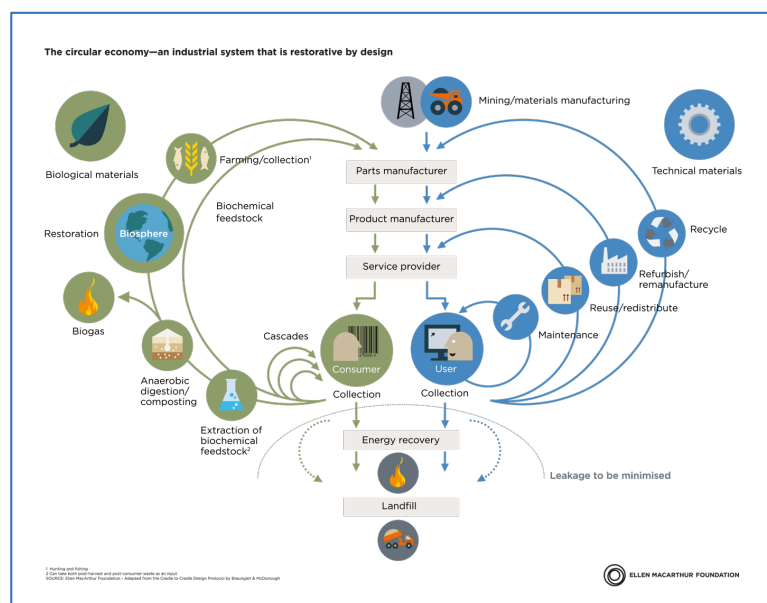 The circular economy—an industrial system that is restorative by design
Mining/materials manufacturing
Biological materials
Farming/collection¹
Parts manufacturer
Technical materials
Biochemical
feedstock
Product manufacturer
Restoration
Biosphere
Recycle
Service provider
Refurbish/
remanufacture
Reuse/redistribute
Biogas
Maintenance
Cascades
Consumer
User
Anaerobic
digestion/
composting
Collection
Collection
Extraction of
biochemical
feedstock²
Energy recovery
Leakage to be minimised
Landfill
1 Hunting and fishing
2 Can take both post-harvest and post-consumer waste as an input
SOURCE: Ellen MacArthur Foundation - Adapted from the Cradle to Cradle Design Protocol by Braungart & McDonough
ELLEN MACARTHUR FOUNDATION